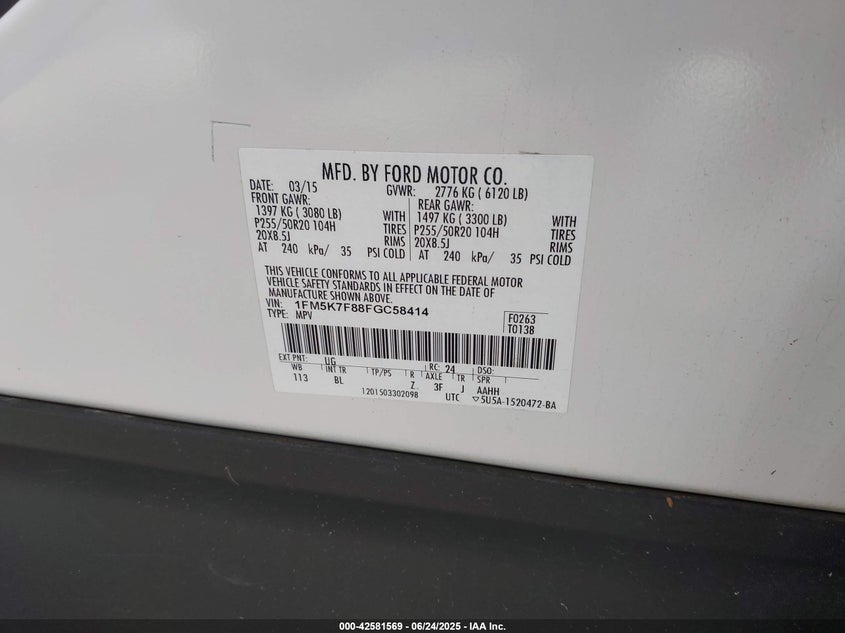 MFD. BY FORD MOTOR CO.
DATE: 03/15 GVWR: 2776 KG ( 6120 LB)
FRONT GAWR: REAR GAWR:
1397 KG ( 3080 LB) WITH 1497 KG ( 3300 LB) WITH
P255/50R20 104H TIRES P255/50R20 104H TIRES
20X8.5J RIMS 20X8.5J RIMS
AT 240 kPa/ 35 PSI COLD AT 240 kPa/ 35 PSI COLD
THIS VEHICLE CONFORMS TO ALL APPLICABLE FEDERAL MOTOR
VEHICLE SAFETY STANDARDS IN EFFECT ON THE DATE OF
MANUFACTURE SHOWN ABOVE.
VIN: 1FM5K7F88FGC58414
TYPE: MPV
F0263
T0138
EXT PNT: UG RC: 24 DSO:
WB INT TR TP/PS R AXLE TR SPR
113 BL Z 3F J AAHH
1201503302098 UTC ▽5U5A-1520472-BA
000-42581569 | 06/24/2025 | IAA Inc.